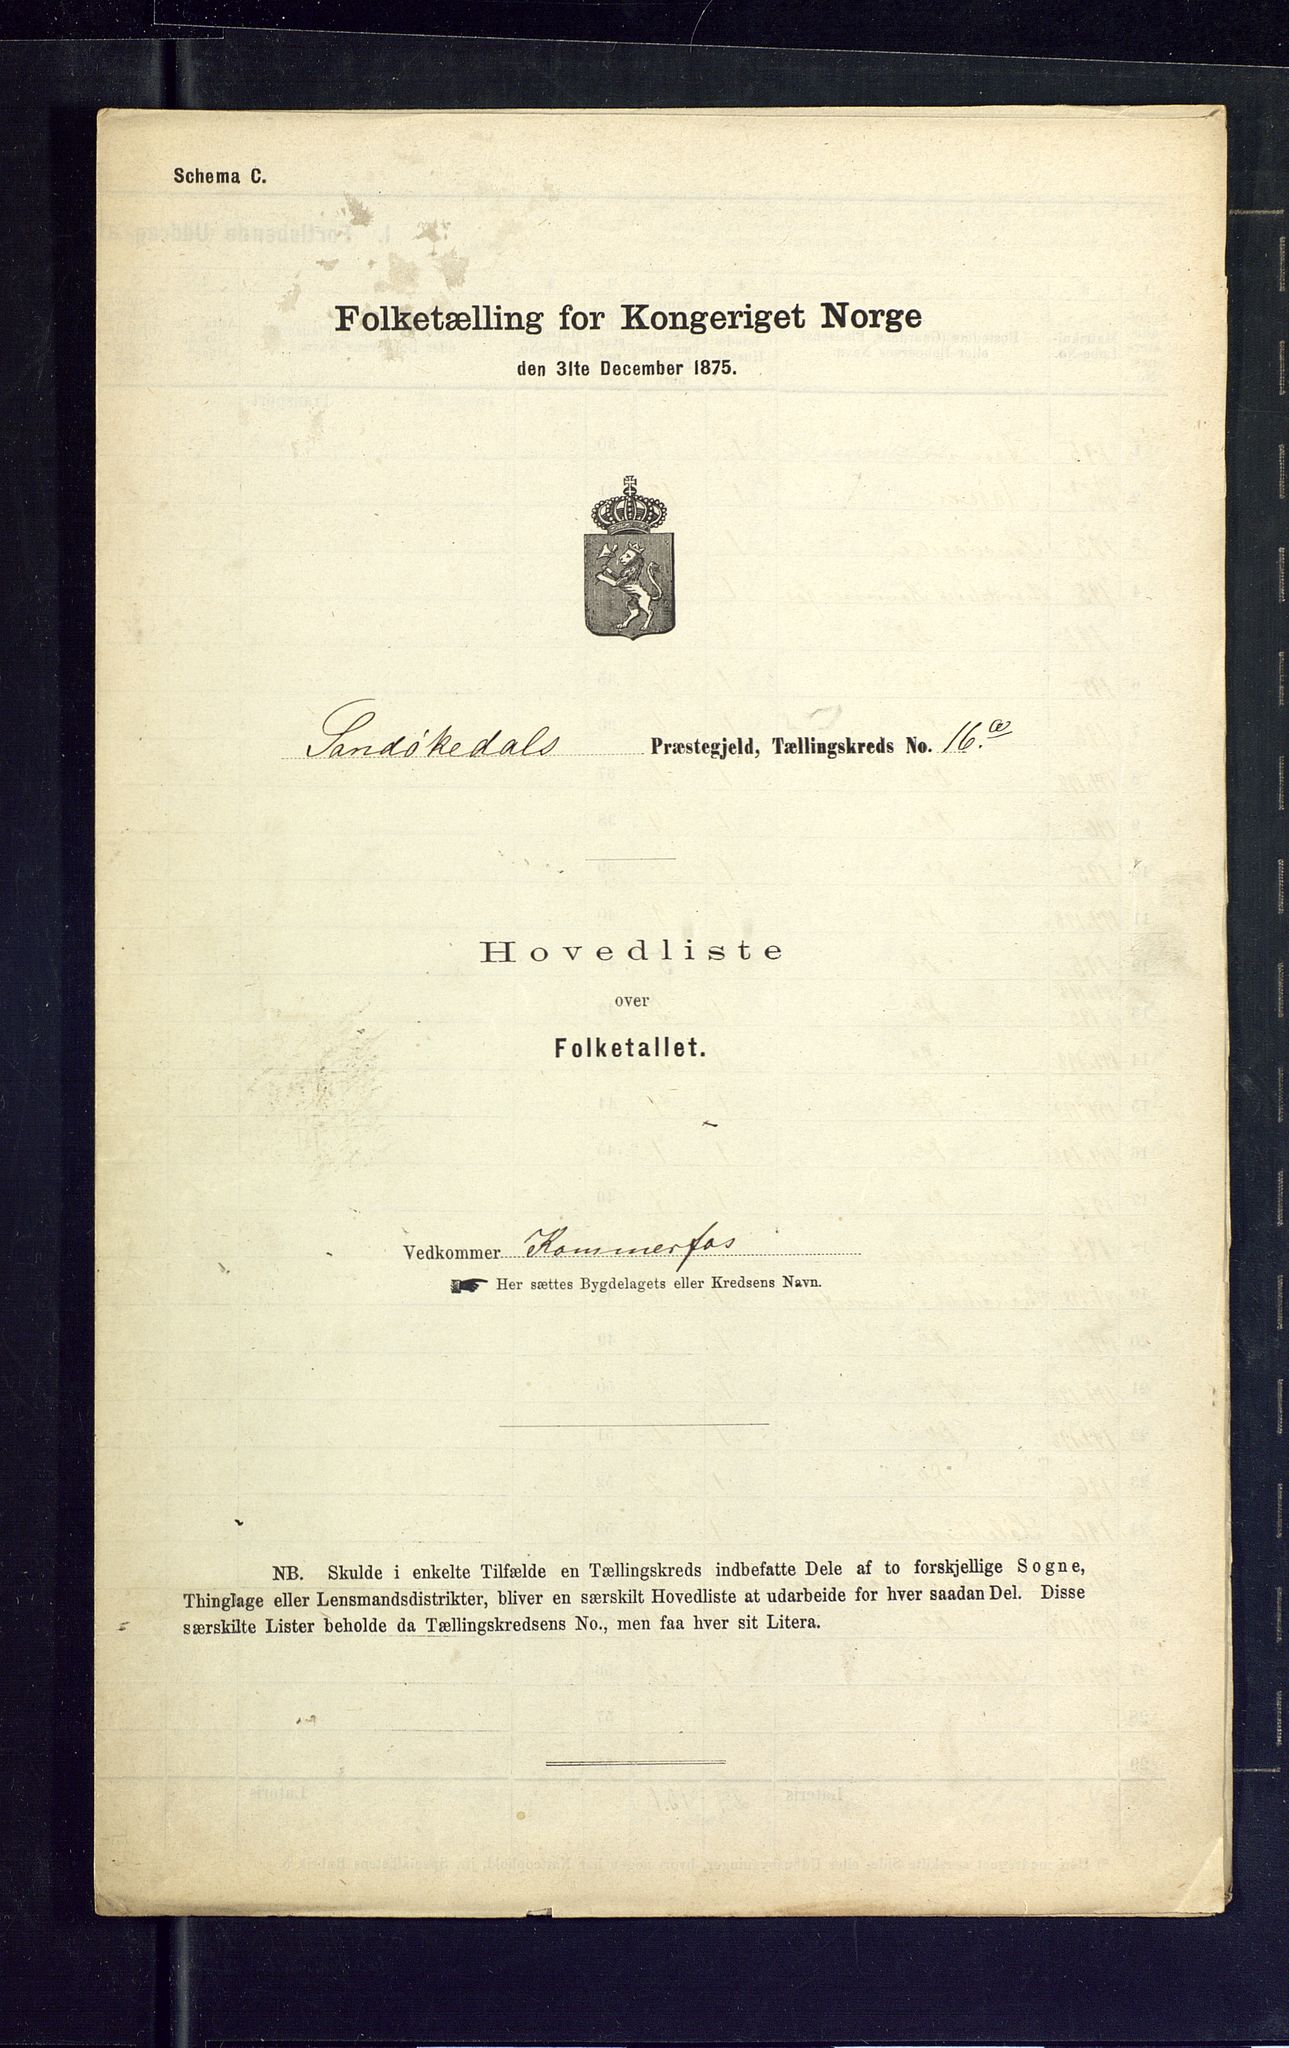 Schema C.
Folketælling for Kongeriget Norge
den 31te December 1875.
Sandøkedals Præstegjeld, Tællingskreds No. 16.a
Hovedliste
over
Folketallet.
Vedkommer Kammerfos
Her sættes Bygdelagets eller Kredsens Navn.
NB. Skulde i enkelte Tilfælde en Tællingskreds indbefatte Dele af to forskjellige Sogne,
Thinglage eller Lensmandsdistrikter, bliver en særskilt Hovedliste at udarbeide for hver saadan Del. Disse
særskilte Lister beholde da Tællingskredsens No., men faa hver sit Litera.